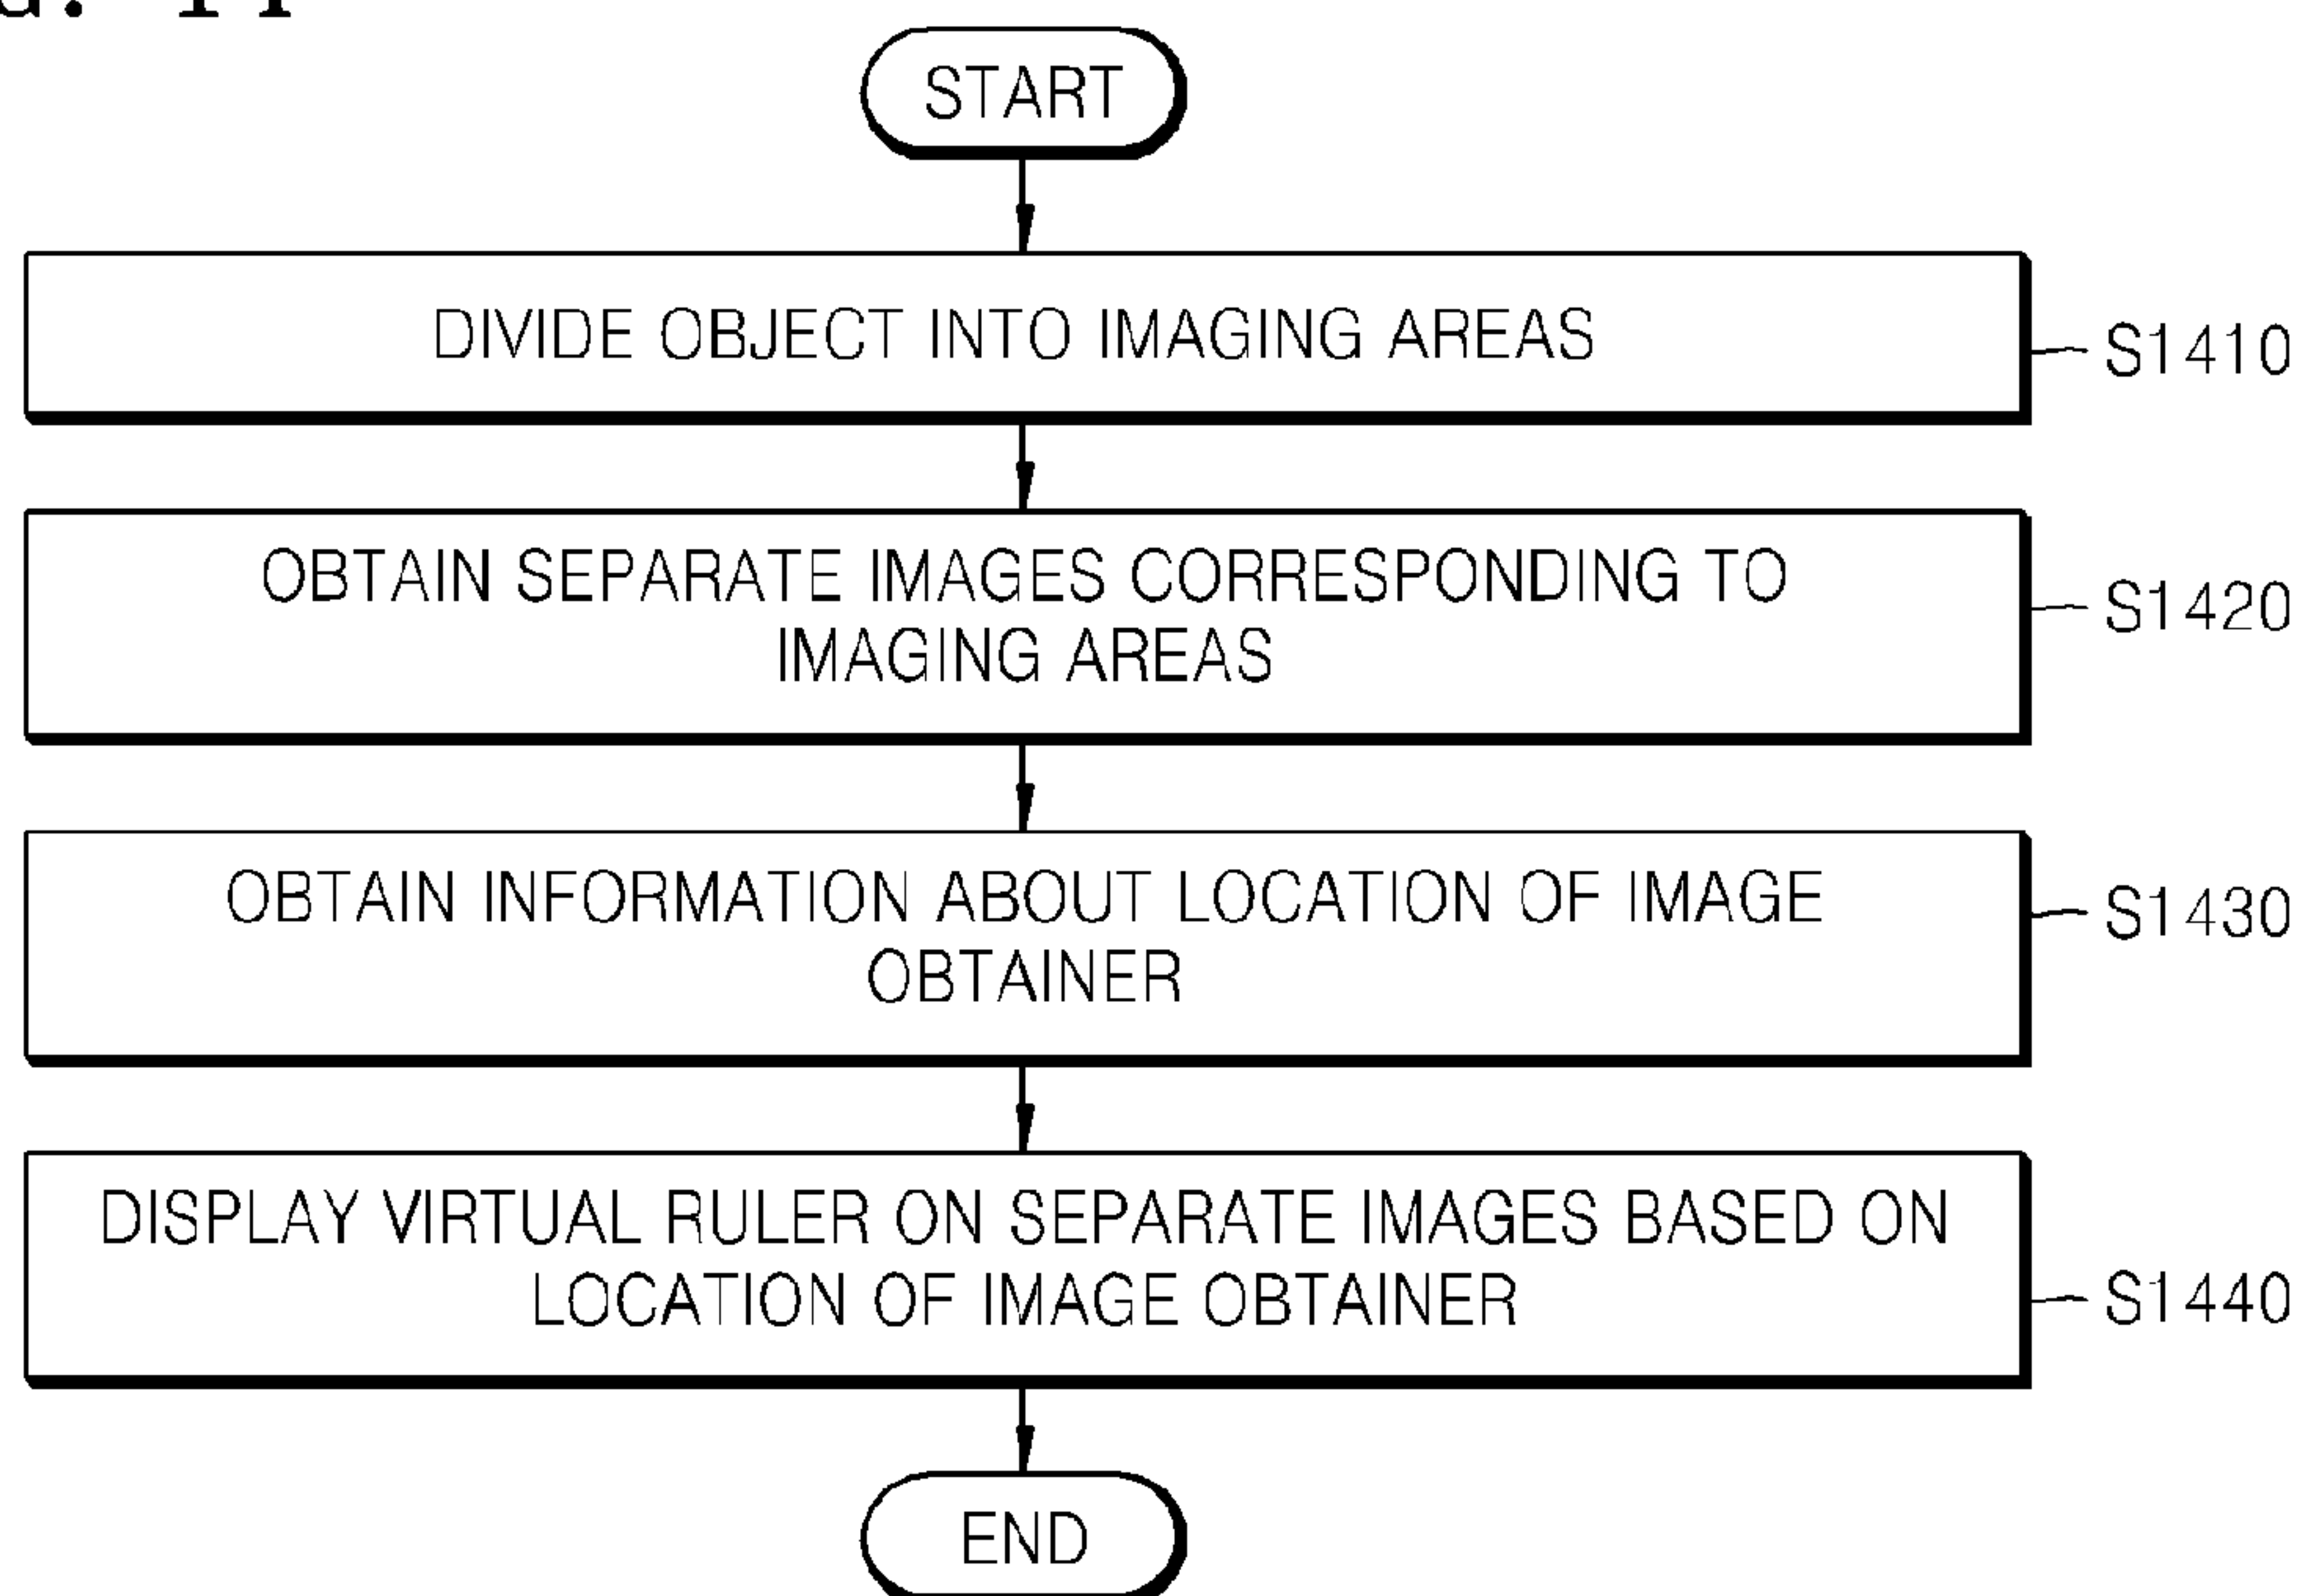 START
DIVIDE OBJECT INTO IMAGING AREAS
S1410
OBTAIN SEPARATE IMAGES CORRESPONDING TO
IMAGING AREAS
S1420
OBTAIN INFORMATION ABOUT LOCATION OF IMAGE
OBTAINER
S1430
DISPLAY VIRTUAL RULER ON SEPARATE IMAGES BASED ON
LOCATION OF IMAGE OBTAINER
S1440
END